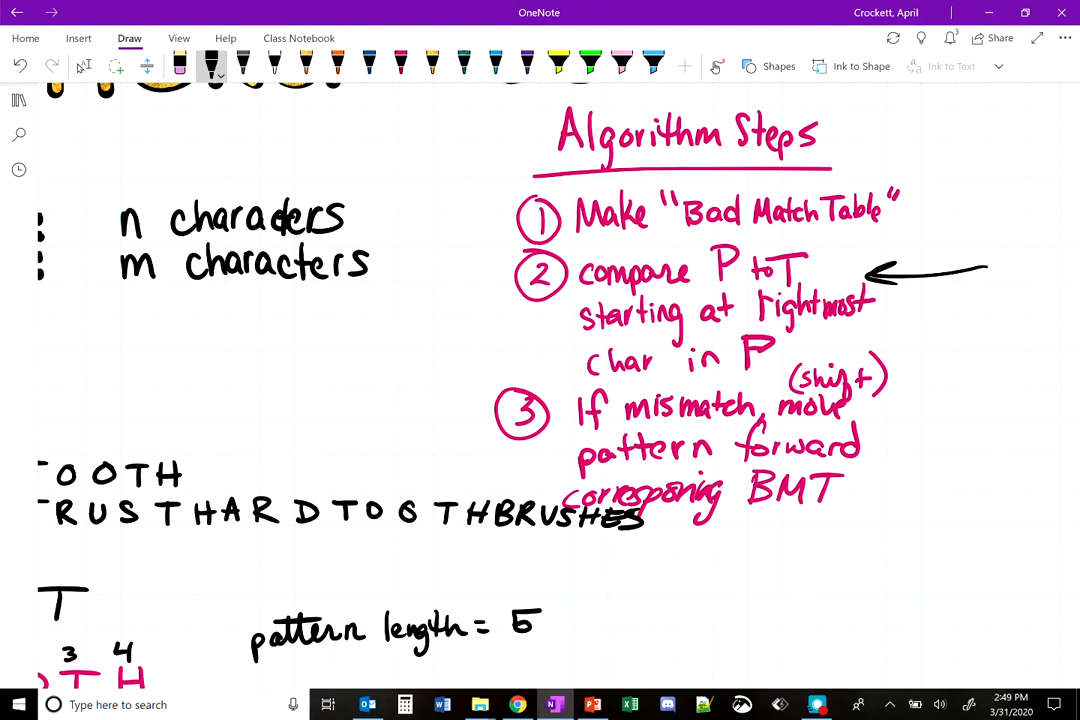 OneNote
Crockett, April
Home Insert Draw View Help Class Notebook
3
Share
Shapes Ink to Shape Ink to Text
Algorithm Steps
① Make "Bad Match Table"
② compare P to T
starting at rightmost
char in P
(shift)
③ If mismatch, move
pattern forward
BMT
: n characters
: m characters
T O O T H
T R U S T H A R D T O O T H B R U S H E S
T
pattern length = 5
3 4
O T H
Type here to search
2:49 PM
3/31/2020